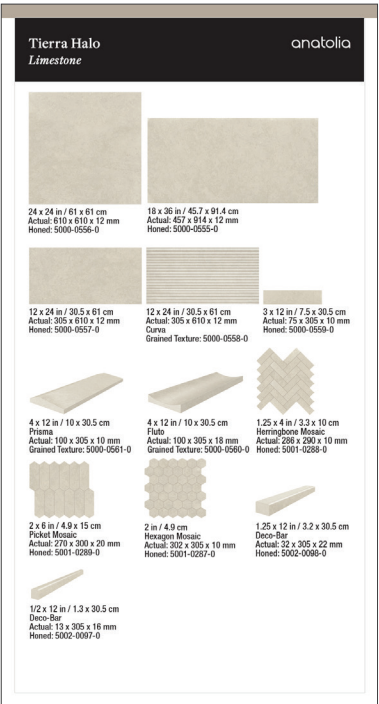 Tierra Halo
Limestone
anatolia
24 x 24 in / 61 x 61 cm
Actual: 610 x 610 x 12 mm
Honed: 5000-0556-0
18 x 36 in / 45.7 x 91.4 cm
Actual: 457 x 914 x 12 mm
Honed: 5000-0555-0
12 x 24 in / 30.5 x 61 cm
Actual: 305 x 610 x 12 mm
Honed: 5000-0557-0
12 x 24 in / 30.5 x 61 cm
Actual: 305 x 610 x 12 mm
Curva
Grained Texture: 5000-0558-0
3 x 12 in / 7.5 x 30.5 cm
Actual: 75 x 305 x 10 mm
Honed: 5000-0559-0
4 x 12 in / 10 x 30.5 cm
Prisma
Actual: 100 x 305 x 10 mm
Grained Texture: 5000-0561-0
4 x 12 in / 10 x 30.5 cm
Fluto
Actual: 100 x 305 x 18 mm
Grained Texture: 5000-0560-0
1.25 x 4 in / 3.3 x 10 cm
Herringbone Mosaic
Actual: 286 x 290 x 10 mm
Honed: 5001-0288-0
2 x 6 in / 4.9 x 15 cm
Picket Mosaic
Actual: 270 x 300 x 20 mm
Honed: 5001-0289-0
2 in / 4.9 cm
Hexagon Mosaic
Actual: 302 x 305 x 10 mm
Honed: 5001-0287-0
1.25 x 12 in / 3.2 x 30.5 cm
Deco-Bar
Actual: 32 x 305 x 22 mm
Honed: 5002-0098-0
1/2 x 12 in / 1.3 x 30.5 cm
Deco-Bar
Actual: 13 x 305 x 16 mm
Honed: 5002-0097-0